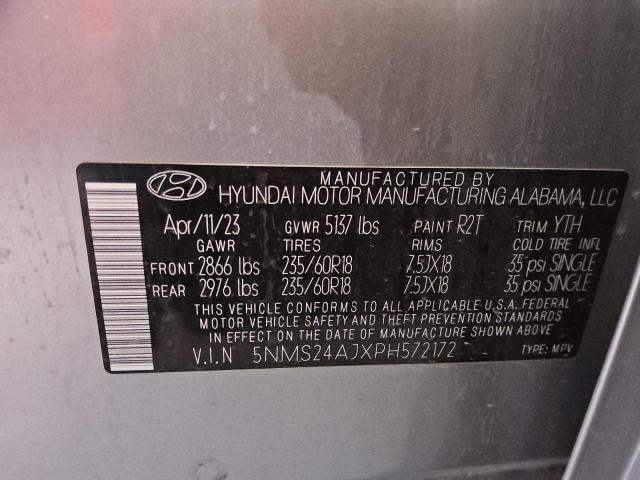 MANUFACTURED BY
HYUNDAI MOTOR MANUFACTURING ALABAMA, LLC
Apr/11/23 GVWR 5137 lbs PAINT R2T TRIM YTH
GAWR TIRES RIMS COLD TIRE INFL
FRONT 2866 lbs 235/60R18 7.5JX18 35 psi SINGLE
REAR 2976 lbs 235/60R18 7.5JX18 35 psi SINGLE
THIS VEHICLE CONFORMS TO ALL APPLICABLE U.S.A. FEDERAL
MOTOR VEHICLE SAFETY AND THEFT PREVENTION STANDARDS
IN EFFECT ON THE DATE OF MANUFACTURE SHOWN ABOVE.
V.I.N 5NMS24AJXPH572172 TYPE: MPV